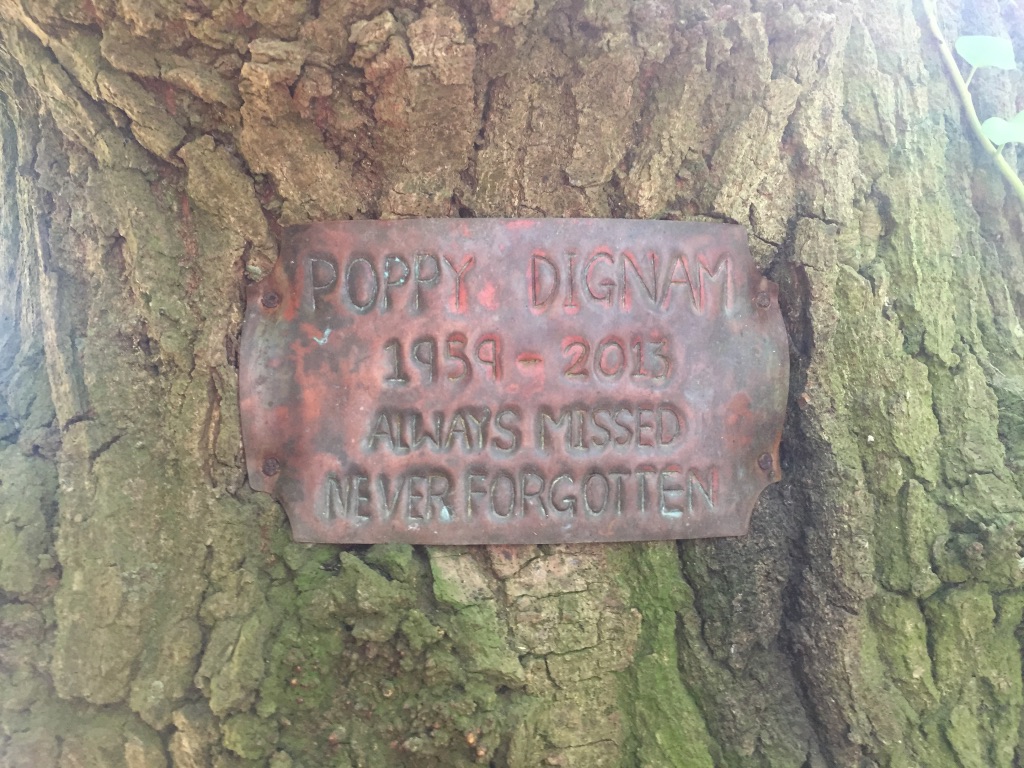 POPPY DIGNAM
1959 - 2013
ALWAYS MISSED
NEVER FORGOTTEN